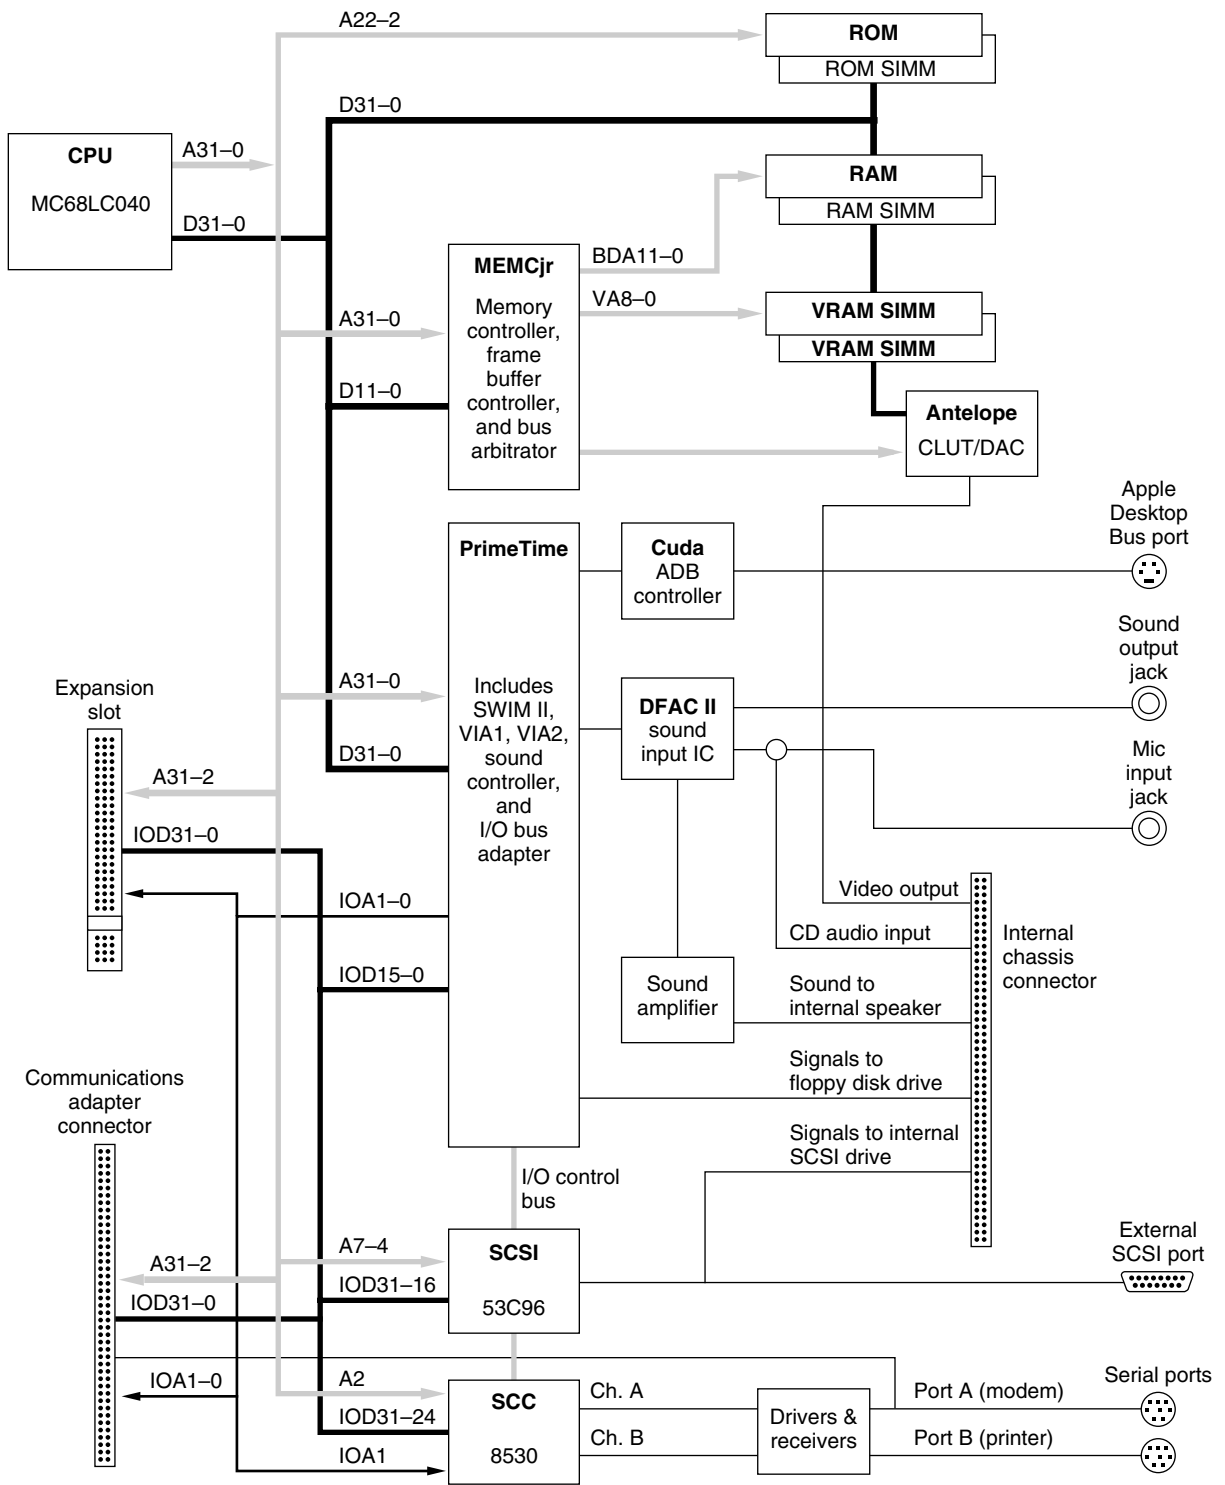 A22–2
ROM
ROM SIMM
D31–0
CPU
MC68LC040
A31–0
D31–0
RAM
RAM SIMM
MEMCjr
Memory
controller,
frame
buffer
controller,
and bus
arbitrator
BDA11–0
VA8–0
A31–0
D11–0
VRAM SIMM
VRAM SIMM
Antelope
CLUT/DAC
Apple
Desktop
Bus port
PrimeTime
Includes
SWIM II,
VIA1, VIA2,
sound
controller,
and
I/O bus
adapter
Cuda
ADB
controller
Sound
output
jack
A31–0
D31–0
DFAC II
sound
input IC
Mic
input
jack
Expansion
slot
A31–2
IOD31–0
IOA1–0
IOD15–0
Video output
CD audio input
Internal
chassis
connector
Sound
amplifier
Sound to
internal speaker
Signals to
floppy disk drive
Signals to internal
SCSI drive
Communications
adapter
connector
I/O control
bus
A31–2
IOD31–0
IOA1–0
A7–4
IOD31–16
SCSI
53C96
External
SCSI port
A2
IOD31–24
IOA1
SCC
8530
Ch. A
Ch. B
Drivers &
receivers
Port A (modem)
Port B (printer)
Serial ports